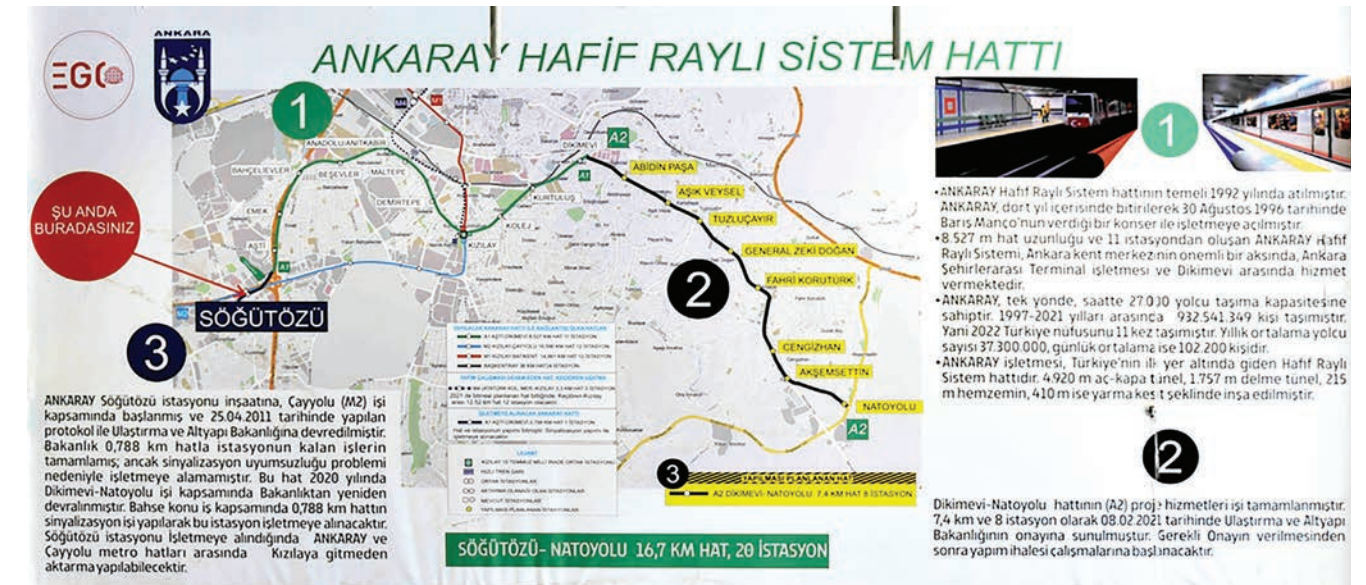 EGO
ANKARA
ANKARAY HAFİF RAYLI SİSTEM HATTI
1
M4
M1
A2
DİKİMEVİ
A1
ANADOLU/ANITKABİR
BAHÇELİEVLER
BEŞEVLER
MALTEPE
DEMİRTEPE
EMEK
AŞTİ
A1
KIZILAY
KOLEJ
KURTULUŞ
ABİDİN PAŞA
AŞIK VEYSEL
TUZLUÇAYIR
GENERAL ZEKİ DOĞAN
FAHRİ KORUTÜRK
CENGİZHAN
AKŞEMSETTİN
NATOYOLU
A2
2
ŞU ANDA
BURADASINIZ
M2
SÖĞÜTÖZÜ
3
ANKARAY Söğütözü istasyonu inşaatına, Çayyolu (M2) işi
kapsamında başlanmış ve 25.04.2011 tarihinde yapılan
protokol ile Ulaştırma ve Altyapı Bakanlığına devredilmiştir.
Bakanlık 0,788 km hatla istasyonun kalan işlerin
tamamlamış; ancak sinyalizasyon uyumsuzluğu problemi
nedeniyle işletmeye alamamıştır. Bu hat 2020 yılında
Dikimevi-Natoyolu işi kapsamında Bakanlıktan yeniden
devralınmıştır. Bahse konu iş kapsamında 0,788 km hattın
sinyalizasyon işi yapılarak bu istasyon işletmeye alınacaktır.
Söğütözü istasyonu İşletmeye alındığında ANKARAY ve
Çayyolu metro hatları arasında Kızılaya gitmeden
aktarma yapılabilecektir.
LEJANT
3
YAPILMASI PLANLANAN HAT
A2 DİKİMEVİ- NATOYOLU 7.4 KM HAT 8 İSTASYON
SÖĞÜTÖZÜ- NATOYOLU 16,7 KM HAT, 20 İSTASYON
1
•ANKARAY Hafif Raylı Sistem hattının temeli 1992 yılında atılmıştır.
ANKARAY, dört yıl içerisinde bitirilerek 30 Ağustos 1996 tarihinde
Barış Manço'nun verdiği bir konser ile işletmeye açılmıştır.
•8.527 m hat uzunluğu ve 11 istasyondan oluşan ANKARAY Hafif
Raylı Sistemi, Ankara kent merkezinin önemli bir aksında, Ankara
Şehirlerarası Terminal işletmesi ve Dikimevi arasında hizmet
vermektedir.
•ANKARAY, tek yönde, saatte 27.000 yolcu taşıma kapasitesine
sahiptir. 1997-2021 yılları arasınça 932.541.349 kişi taşımıştır.
Yani 2022 Türkiye nüfusunu 11 kez taşımıştır. Yıllık ortalama yolcu
sayısı 37.300.000, günlük ortalama ise 102.200 kişidir.
•ANKARAY işletmesi, Türkiye'nin ilk yer altında giden Hafif Raylı
Sistem hattıdır. 4.920 m aç-kapa tünel, 1.757 m delme tünel, 215
m hemzemin, 410 m ise yarma kesit şeklinde inşa edilmiştir.
2
Dikimevi-Natoyolu hattının (A2) proje hizmetleri işi tamamlanmıştır.
7,4 km ve 8 istasyon olarak 08.02.2021 tarihinde Ulaştırma ve Altyapı
Bakanlığının onayına sunulmuştur. Gerekli Onayın verilmesinden
sonra yapım ihalesi çalışmalarına başlanacaktır.